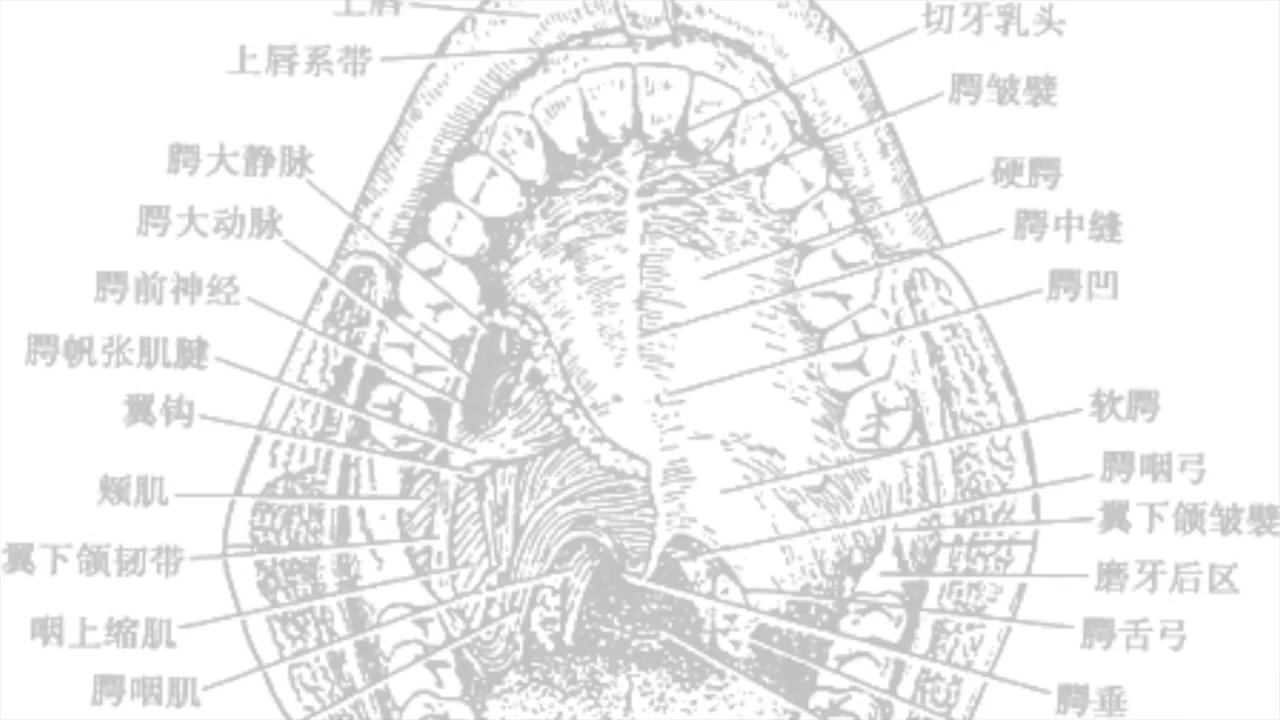 上唇
上唇系带
腭大静脉
腭大动脉
腭前神经
腭帆张肌腱
翼钩
颊肌
翼下颌韧带
咽上缩肌
腭咽肌
切牙乳头
腭皱襞
硬腭
腭中缝
腭凹
软腭
腭咽弓
翼下颌皱襞
磨牙后区
腭舌弓
腭垂